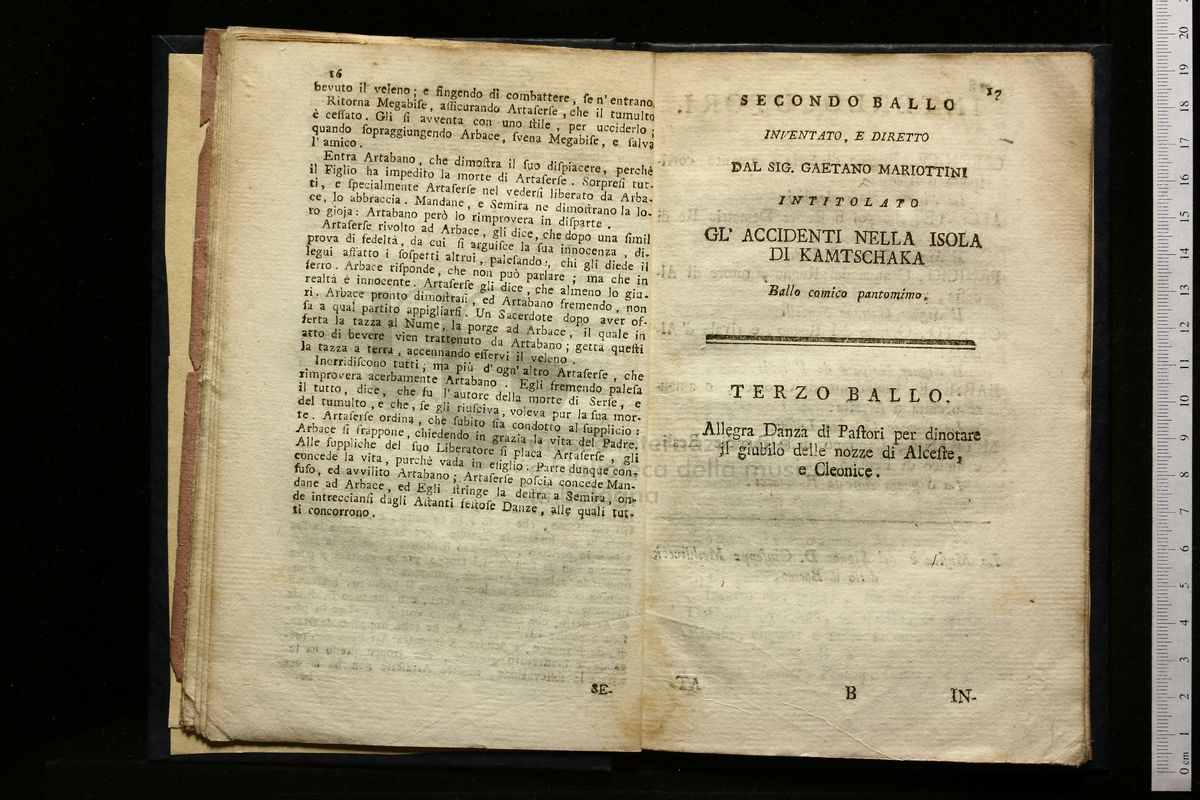 16
bevuto il veleno; e fingendo di combattere, ſe n'entrano.
Ritorna Megabiſe, aſſicurando Artaſerſe, che il tumulto
è ceſſato. Gli ſi avventa con uno ſtile, per ucciderlo;
quando ſopraggiungendo Arbace, ſvena Megabiſe, e ſalva
l'amico.
Entra Artabano, che dimoſtra il ſuo diſpiacere, perchè
il Figlio ha impedito la morte di Artaſerſe. Sorpreſi tut-
ti, e ſpecialmente Artaſerſe nel vederſi liberato da Arba-
ce, lo abbraccia. Mandane, e Semira ne dimoſtrano la lo-
ro gioja: Artabano però lo rimprovera in diſparte.
Artaſerſe rivolto ad Arbace, gli dice, che dopo una ſimil
prova di fedeltà, da cui ſi arguiſce la ſua innocenza, di-
legui affatto i ſoſpetti altrui, paleſando, chi gli diede il
ferro. Arbace riſponde, che non può parlare; ma che in
realtà è innocente. Artaſerſe gli dice, che almeno lo giu-
ri. Arbace pronto dimoſtraſi, ed Artabano fremendo, non
ſa a qual partito appigliarſi. Un Sacerdote dopo aver of-
ferta la tazza al Nume, la porge ad Arbace, il quale in
atto di bevere vien trattenuto da Artabano; getta queſti
la tazza a terra, accennando eſſervi il veleno.
Inorridiſcono tutti; ma più d'ogn'altro Artaſerſe, che
rimprovera acerbamente Artabano. Egli fremendo paleſa
il tutto, dice, che fu l'autore della morte di Serſe, e
del tumulto, e che, ſe gli riuſciva, voleva pur la ſua mor-
te. Artaſerſe ordina, che ſubito ſia condotto al ſupplicio:
Arbace ſi frappone, chiedendo in grazia la vita del Padre.
Alle ſuppliche del ſuo Liberatore ſi placa Artaſerſe, gli
concede la vita, purchè vada in eſiglio. Parte dunque con-
fuſo, ed avvilito Artabano; Artaſerſe poſcia concede Man-
dane ad Arbace, ed Egli ſtringe la deſtra a Semira, on-
de intreccianſi dagli Aſtanti feſtoſe Danze, alle quali tut-
ti concorrono.
SE-
17
SECONDO BALLO
INVENTATO, E DIRETTO
DAL SIG. GAETANO MARIOTTINI
INTITOLATO
GL' ACCIDENTI NELLA ISOLA
DI KAMTSCHAKA
Ballo comico pantomimo.
TERZO BALLO.
Allegra Danza di Paſtori per dinotare
il giubilo delle nozze di Alceſte,
e Cleonice.
B
IN-